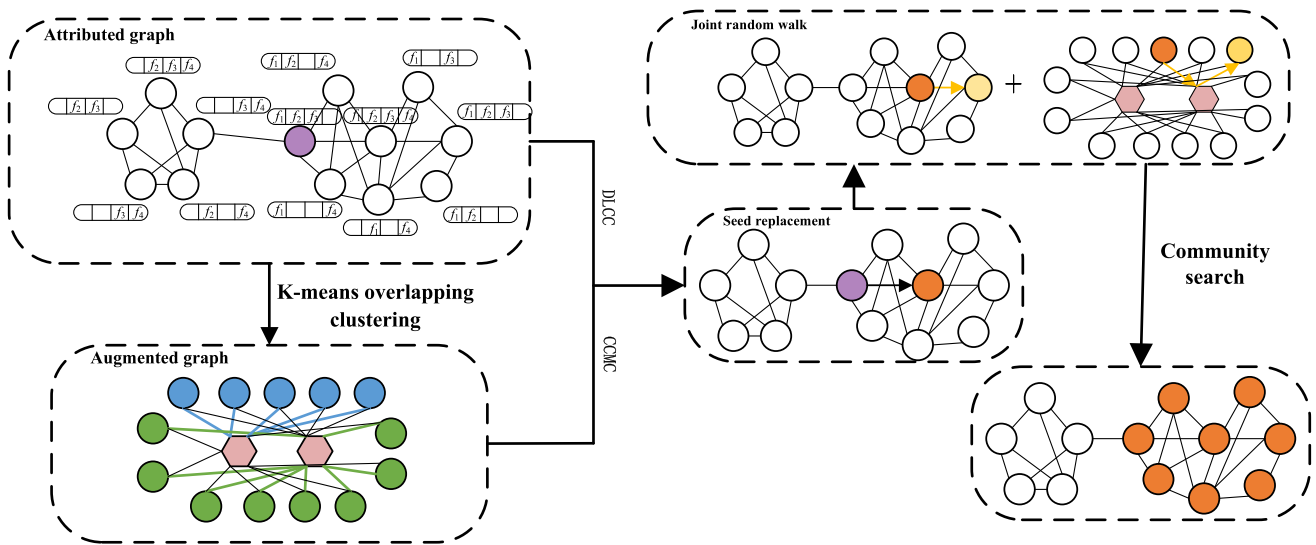 Attributed graph
f2 f3 f4
f1 f2 f4
f1 f3
f2 f3
f3 f4
f1 f2 f3
f1 f2 f3 f4
f1 f2 f3
f3 f4
f2 f4
f1 f4
f1 f4
f1 f2
K-means overlapping
clustering
Augmented graph
DLCC
CCMC
Seed replacement
Joint random walk
+
Community
search